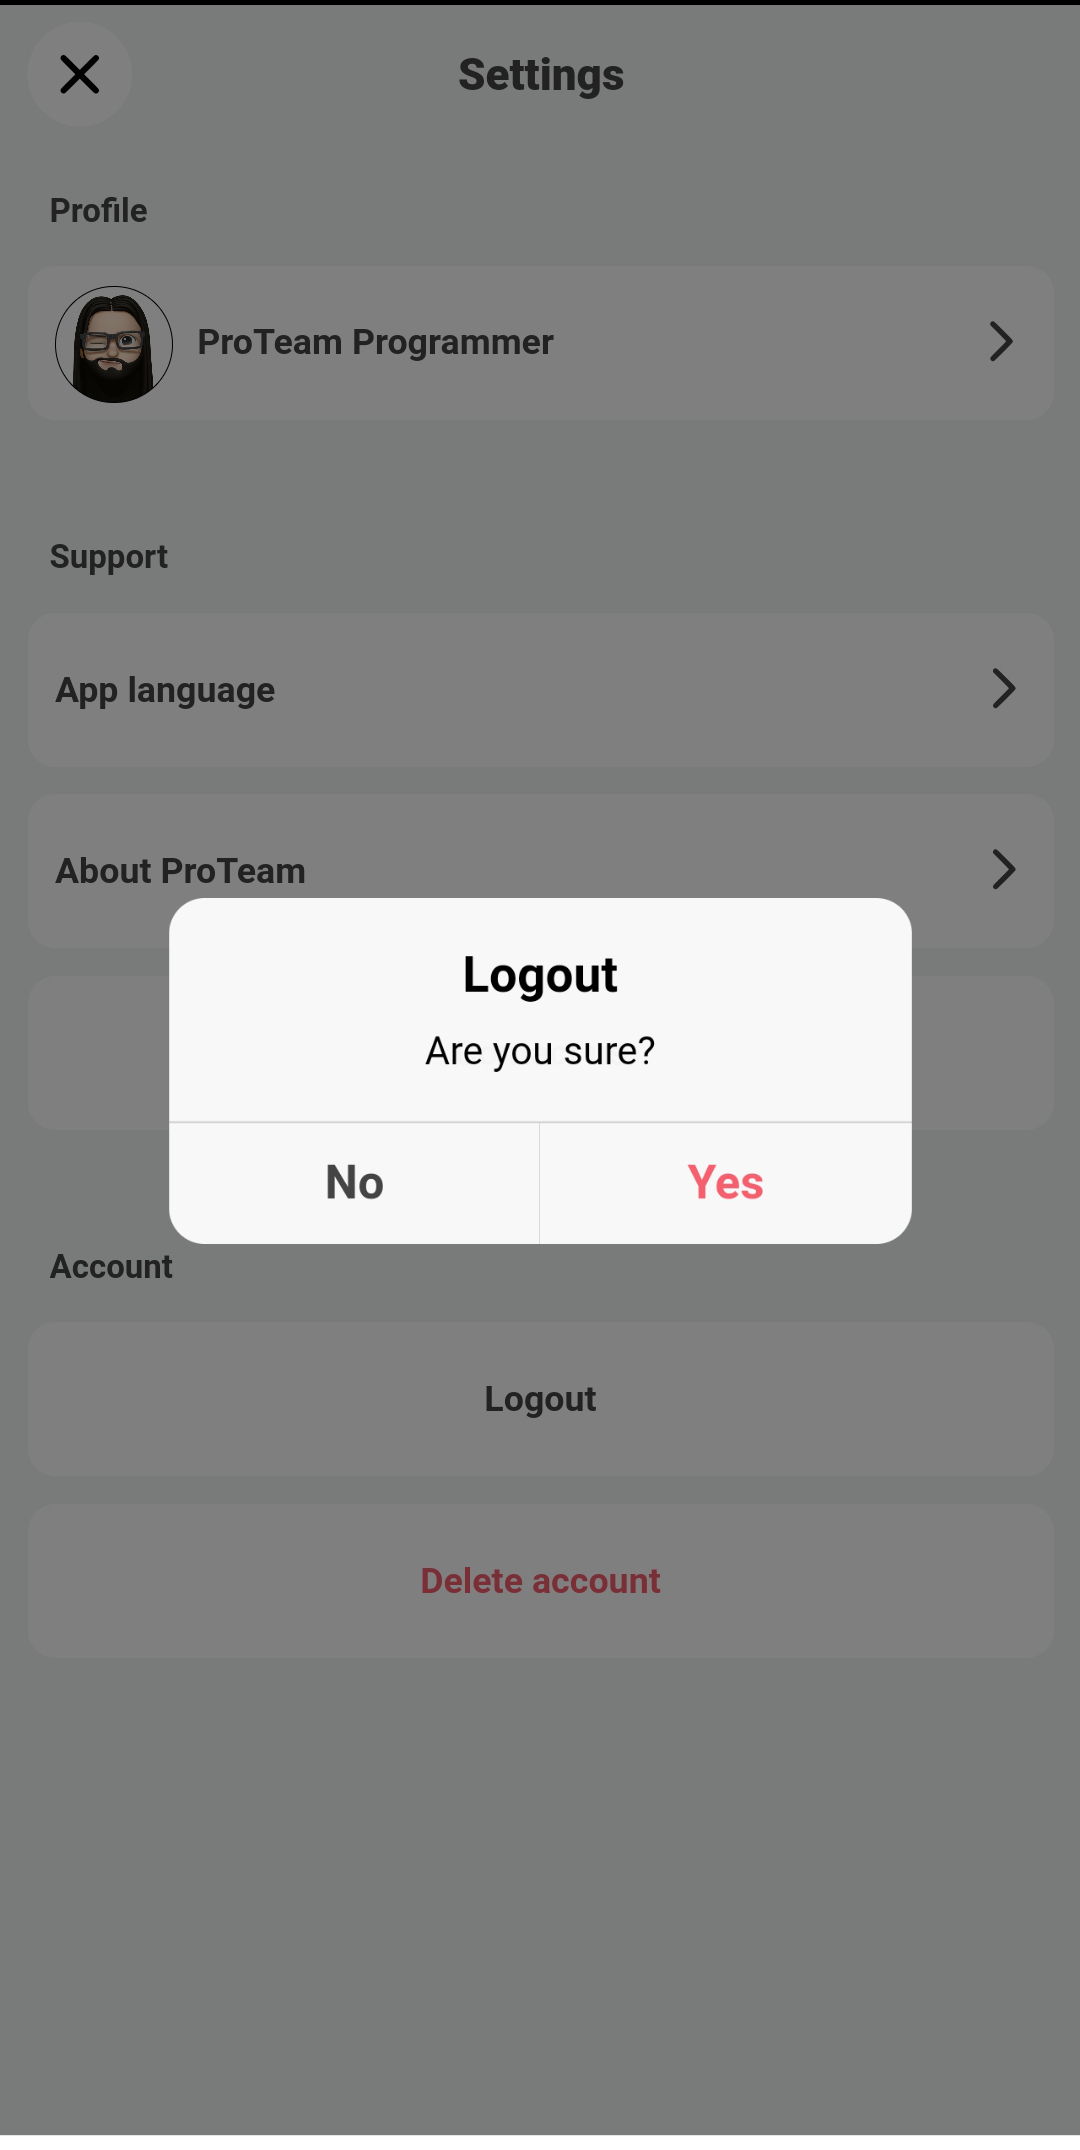 Settings
Profile
ProTeam Programmer
Support
App language
About ProTeam
Logout
Are you sure?
No
Yes
Account
Logout
Delete account